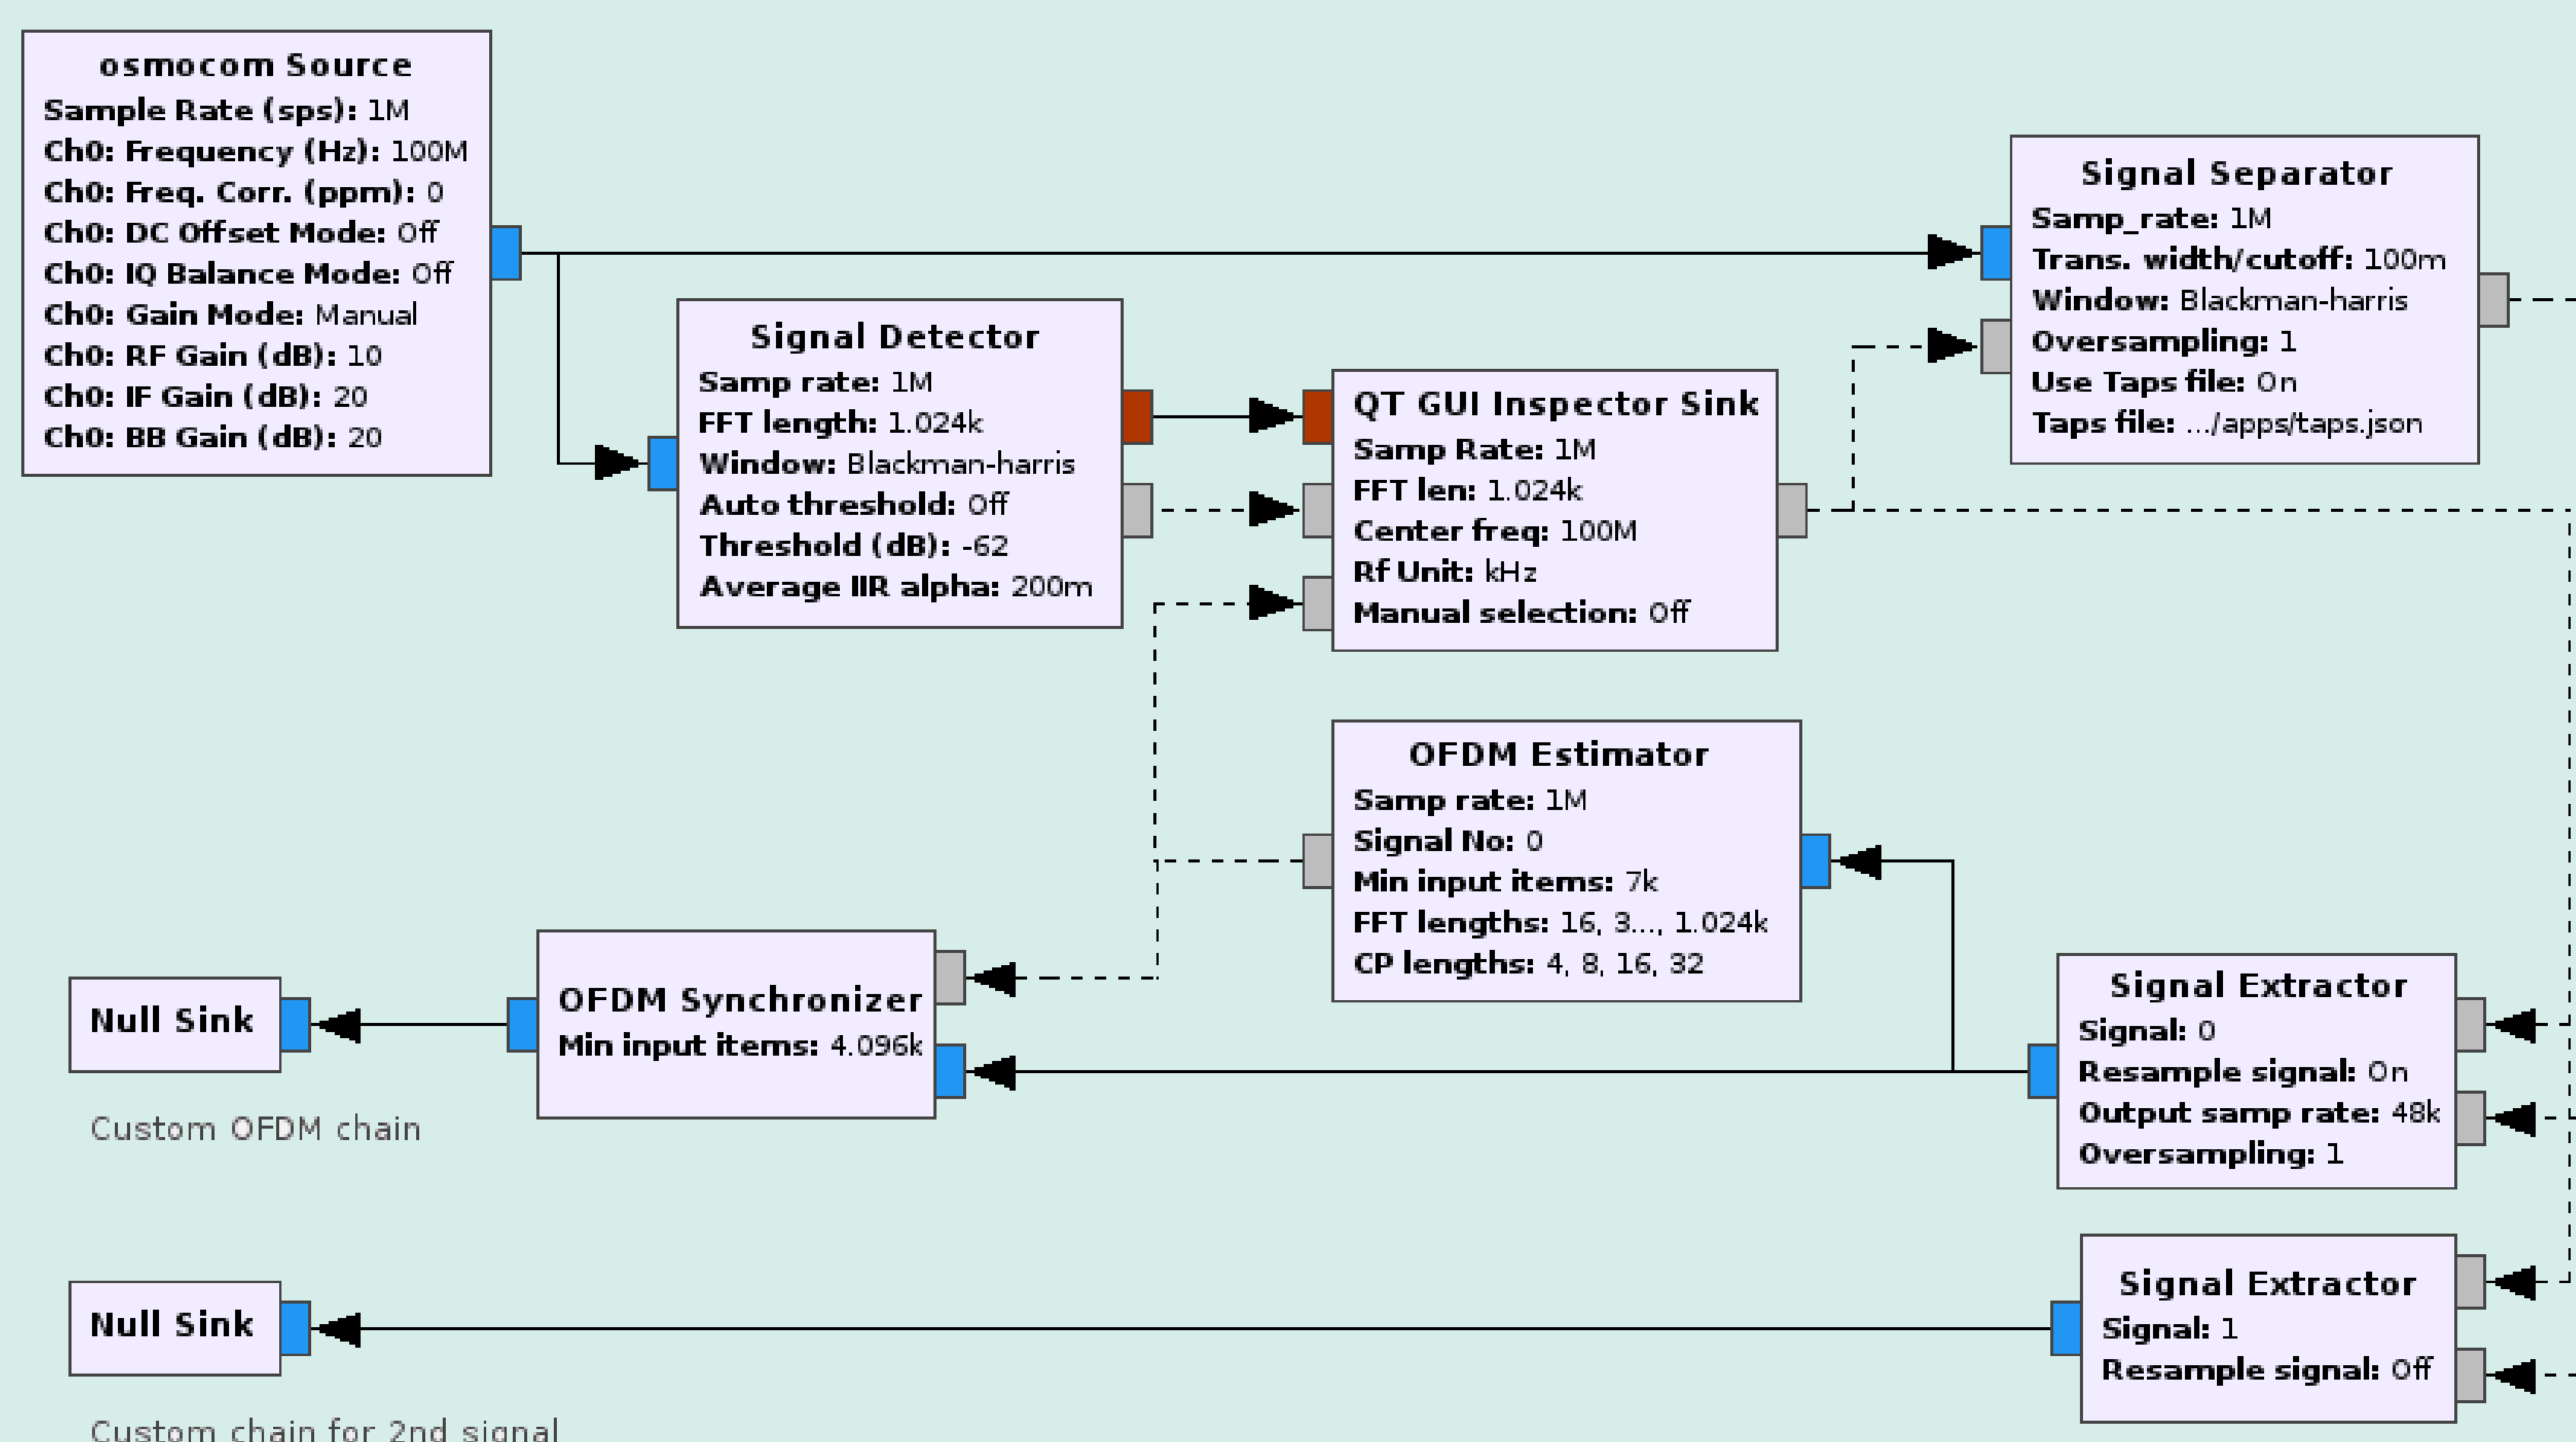 osmocom Source
Sample Rate (sps): 1M
Ch0: Frequency (Hz): 100M
Ch0: Freq. Corr. (ppm): 0
Ch0: DC Offset Mode: Off
Ch0: IQ Balance Mode: Off
Ch0: Gain Mode: Manual
Ch0: RF Gain (dB): 10
Ch0: IF Gain (dB): 20
Ch0: BB Gain (dB): 20
Signal Detector
Samp rate: 1M
FFT length: 1.024k
Window: Blackman-harris
Auto threshold: Off
Threshold (dB): -62
Average IIR alpha: 200m
QT GUI Inspector Sink
Samp Rate: 1M
FFT len: 1.024k
Center freq: 100M
Rf Unit: kHz
Manual selection: Off
Signal Separator
Samp_rate: 1M
Trans. width/cutoff: 100m
Window: Blackman-harris
Oversampling: 1
Use Taps file: On
Taps file: .../apps/taps.json
OFDM Estimator
Samp rate: 1M
Signal No: 0
Min input items: 7k
FFT lengths: 16, 3..., 1.024k
CP lengths: 4, 8, 16, 32
Signal Extractor
Signal: 0
Resample signal: On
Output samp rate: 48k
Oversampling: 1
OFDM Synchronizer
Min input items: 4.096k
Null Sink
Custom OFDM chain
Signal Extractor
Signal: 1
Resample signal: Off
Null Sink
Custom chain for 2nd signal